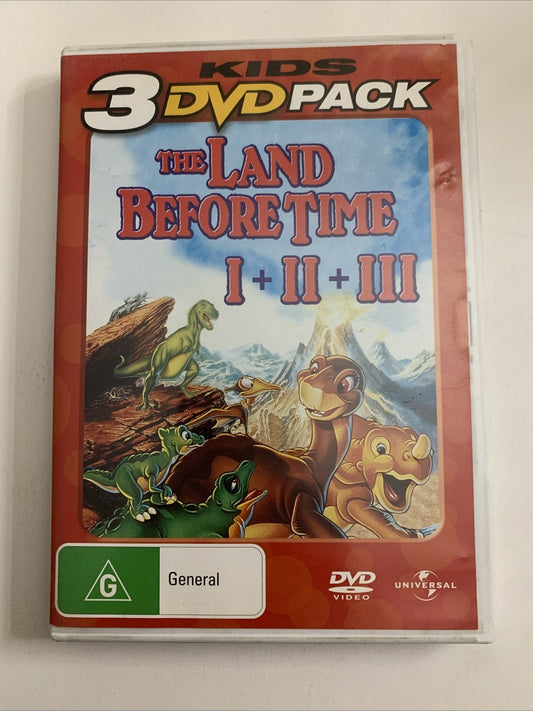 KIDS
3 DVD PACK
THE LAND
BEFORE TIME
I + II + III
G
General
DVD
VIDEO
UNIVERSAL